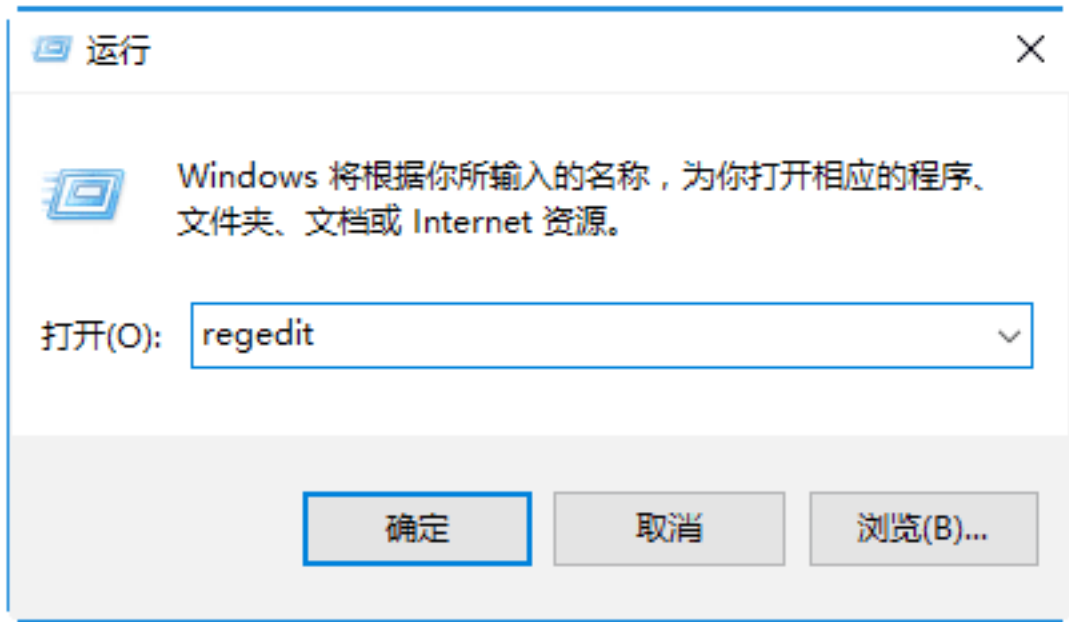 运行
Windows 将根据你所输入的名称，为你打开相应的程序、
文件夹、文档或 Internet 资源。
打开(O): regedit
确定 取消 浏览(B)...